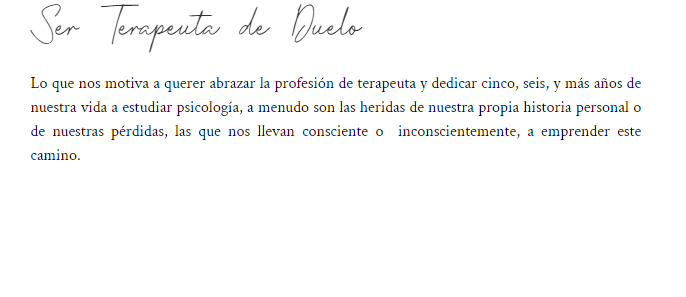 Ser Terapeuta de Duelo
Lo que nos motiva a querer abrazar la profesión de terapeuta y dedicar cinco, seis, y más años de
nuestra vida a estudiar psicología, a menudo son las heridas de nuestra propia historia personal o
de nuestras pérdidas, las que nos llevan consciente o  inconscientemente, a emprender este
camino.